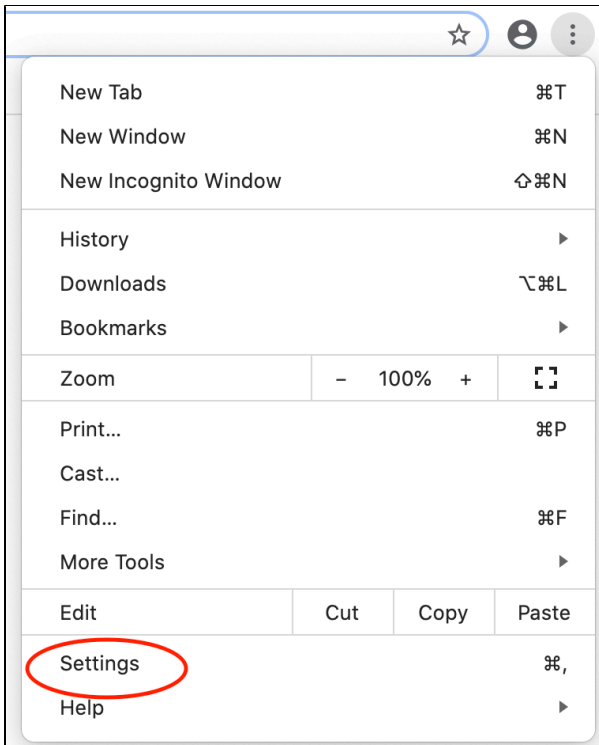 New Tab ⌘T
New Window ⌘N
New Incognito Window ⇧⌘N
History
Downloads ⌥⌘L
Bookmarks
Zoom - 100% +
Print... ⌘P
Cast...
Find... ⌘F
More Tools
Edit Cut Copy Paste
Settings ⌘,
Help